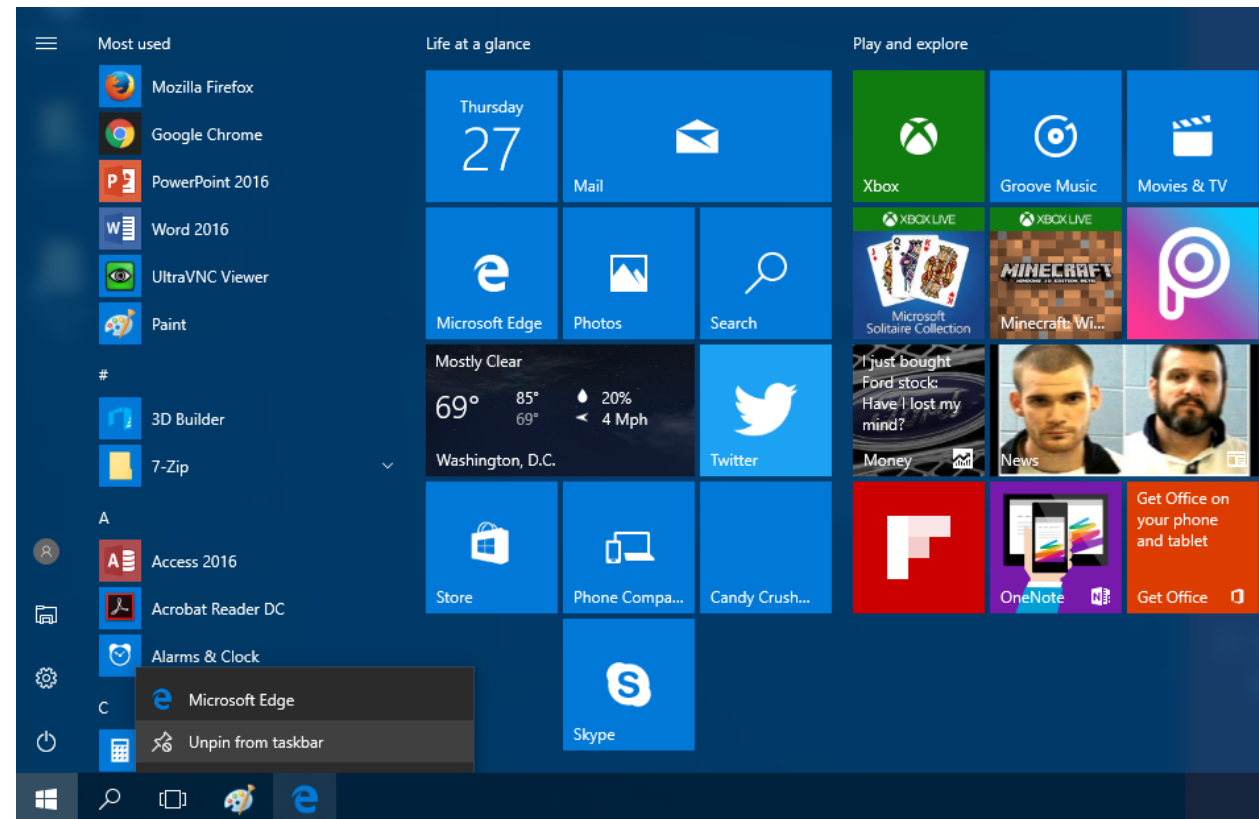 Most used
Mozilla Firefox
Google Chrome
PowerPoint 2016
Word 2016
UltraVNC Viewer
Paint
#
3D Builder
7-Zip
A
Access 2016
Acrobat Reader DC
Alarms & Clock
C
Microsoft Edge
Unpin from taskbar
Life at a glance
Thursday
27
Mail
Microsoft Edge
Photos
Search
Mostly Clear
69° 85° 20%
69° 4 Mph
Washington, D.C.
Twitter
Store
Phone Compa...
Candy Crush...
Skype
Play and explore
Xbox
Groove Music
Movies & TV
XBOX LIVE
Microsoft
Solitaire Collection
XBOX LIVE
MINECRAFT
Minecraft: Wi...
I just bought
Ford stock:
Have I lost my
mind?
Money
News
OneNote
Get Office on
your phone
and tablet
Get Office